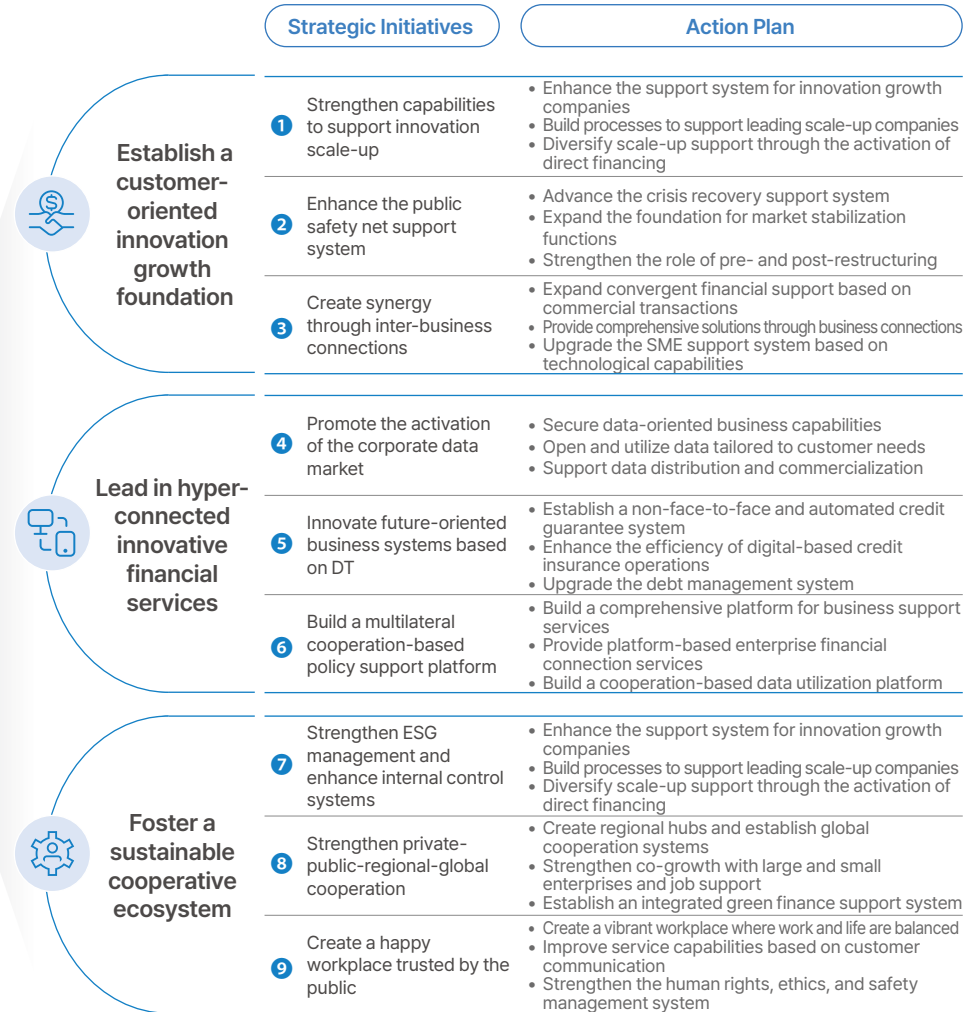 Strategic Initiatives
Action Plan
Establish a
customer-
oriented
innovation
growth
foundation
1
Strengthen capabilities
to support innovation
scale-up
• Enhance the support system for innovation growth
companies
• Build processes to support leading scale-up companies
• Diversify scale-up support through the activation of
direct financing
2
Enhance the public
safety net support
system
• Advance the crisis recovery support system
• Expand the foundation for market stabilization
functions
• Strengthen the role of pre- and post-restructuring
3
Create synergy
through inter-business
connections
• Expand convergent financial support based on
commercial transactions
• Provide comprehensive solutions through business connections
• Upgrade the SME support system based on
technological capabilities
Lead in hyper-
connected
innovative
financial
services
4
Promote the activation
of the corporate data
market
• Secure data-oriented business capabilities
• Open and utilize data tailored to customer needs
• Support data distribution and commercialization
5
Innovate future-oriented
business systems based
on DT
• Establish a non-face-to-face and automated credit
guarantee system
• Enhance the efficiency of digital-based credit
insurance operations
• Upgrade the debt management system
6
Build a multilateral
cooperation-based
policy support platform
• Build a comprehensive platform for business support
services
• Provide platform-based enterprise financial
connection services
• Build a cooperation-based data utilization platform
Foster a
sustainable
cooperative
ecosystem
7
Strengthen ESG
management and
enhance internal control
systems
• Enhance the support system for innovation growth
companies
• Build processes to support leading scale-up companies
• Diversify scale-up support through the activation of
direct financing
8
Strengthen private-
public-regional-global
cooperation
• Create regional hubs and establish global
cooperation systems
• Strengthen co-growth with large and small
enterprises and job support
• Establish an integrated green finance support system
9
Create a happy
workplace trusted by the
public
• Create a vibrant workplace where work and life are balanced
• Improve service capabilities based on customer
communication
• Strengthen the human rights, ethics, and safety
management system